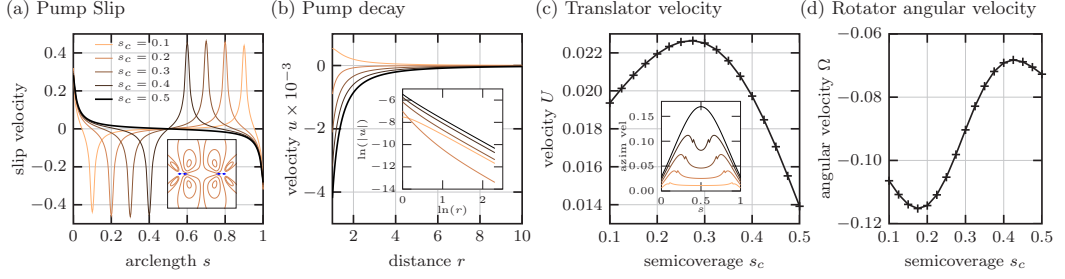 (a) Pump Slip
slip velocity
0.4
0.2
0
−0.2
−0.4
s_c = 0.1
s_c = 0.2
s_c = 0.3
s_c = 0.4
s_c = 0.5
0 0.2 0.4 0.6 0.8 1
arclength s
(b) Pump decay
velocity u × 10⁻³
0
−2
−4
ln(|u|)
−6
−8
−10
−12
−14
0 1 2
ln(r)
2 4 6 8 10
distance r
(c) Translator velocity
velocity U
0.022
0.020
0.018
0.016
0.014
azim vel
0.15
0.10
0.05
0.00
0 0.5 1
s
0.1 0.2 0.3 0.4 0.5
semicoverage s_c
(d) Rotator angular velocity
angular velocity Ω
−0.06
−0.08
−0.10
−0.12
0.1 0.2 0.3 0.4 0.5
semicoverage s_c